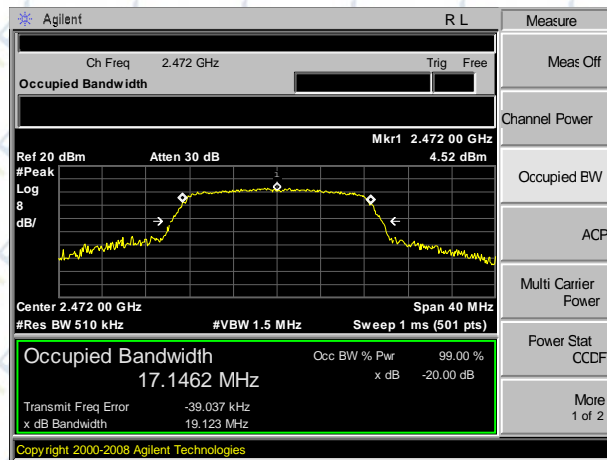 Agilent R L Measure
Ch Freq 2.472 GHz Trig Free
Occupied Bandwidth
Meas Off
Channel Power
Mkr1 2.472 00 GHz
Ref 20 dBm Atten 30 dB 4.52 dBm
#Peak
Log
8
dB/
1
Occupied BW
ACP
Multi Carrier
Power
Center 2.472 00 GHz Span 40 MHz
#Res BW 510 kHz #VBW 1.5 MHz Sweep 1 ms (501 pts)
Power Stat
CCDF
Occupied Bandwidth Occ BW % Pwr 99.00 %
17.1462 MHz x dB -20.00 dB
Transmit Freq Error -39.037 kHz
x dB Bandwidth 19.123 MHz
More
1 of 2
Copyright 2000-2008 Agilent Technologies